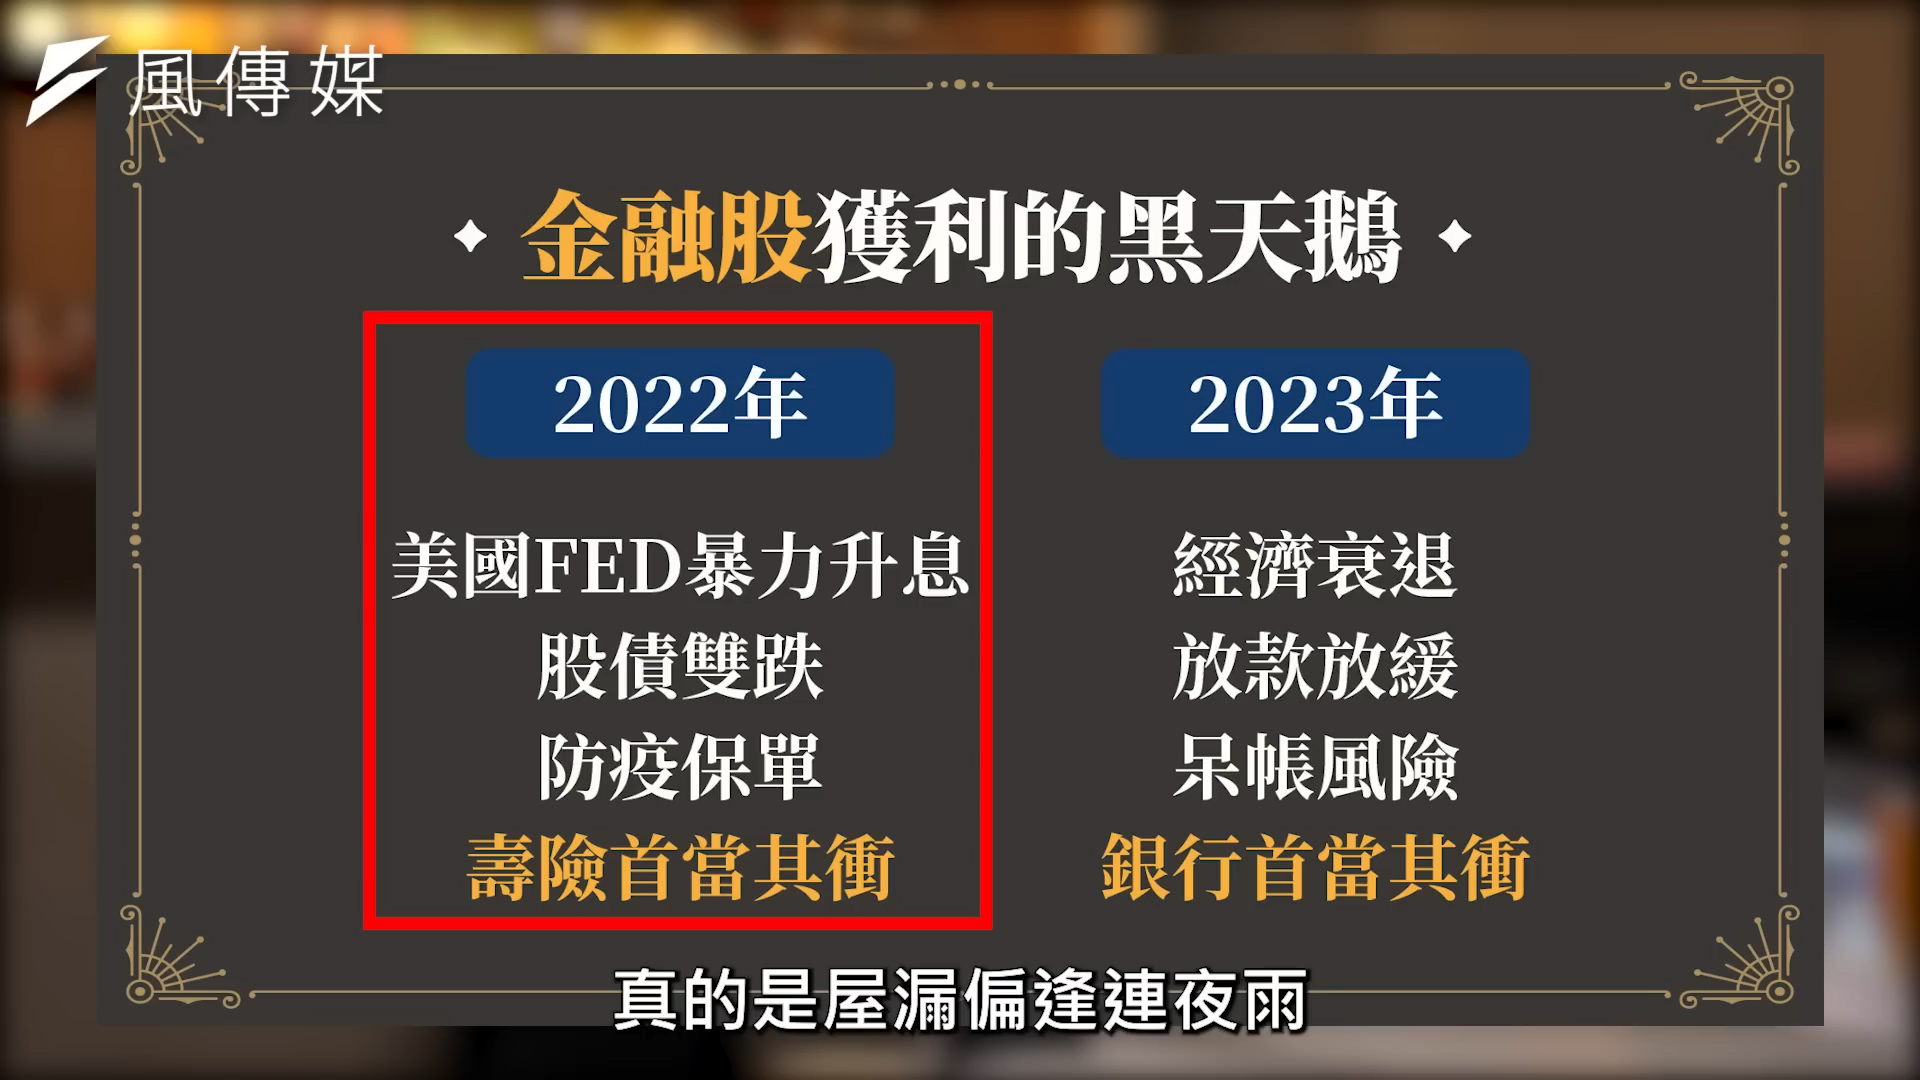 風傳媒
金融股獲利的黑天鵝
2022年
美國FED暴力升息
股債雙跌
防疫保單
壽險首當其衝
2023年
經濟衰退
放款放緩
呆帳風險
銀行首當其衝
真的是屋漏偏逢連夜雨